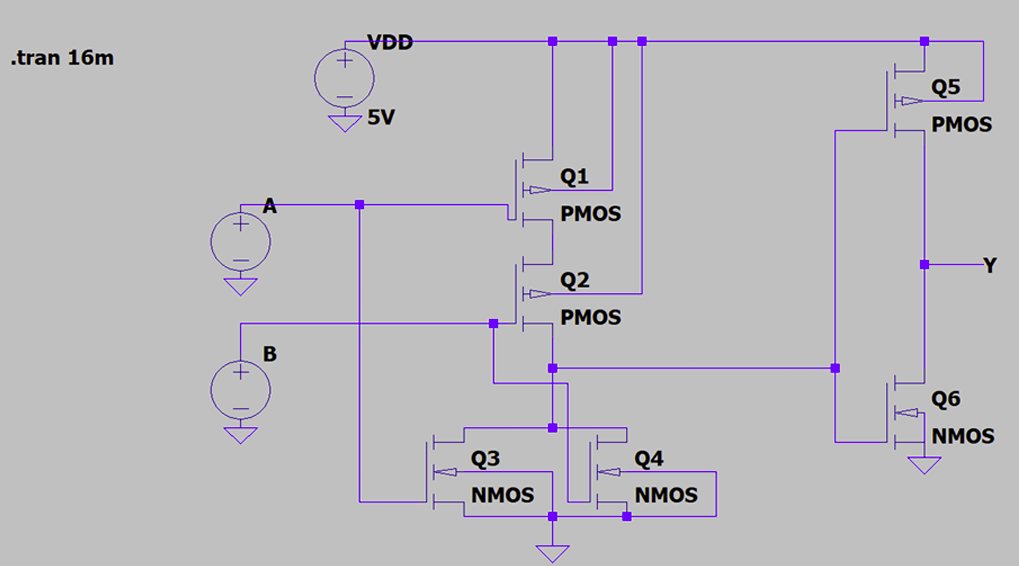 VDD
.tran 16m
5V
Q5
PMOS
Q1
PMOS
A
Q2
PMOS
Y
B
Q6
NMOS
Q3
NMOS
Q4
NMOS